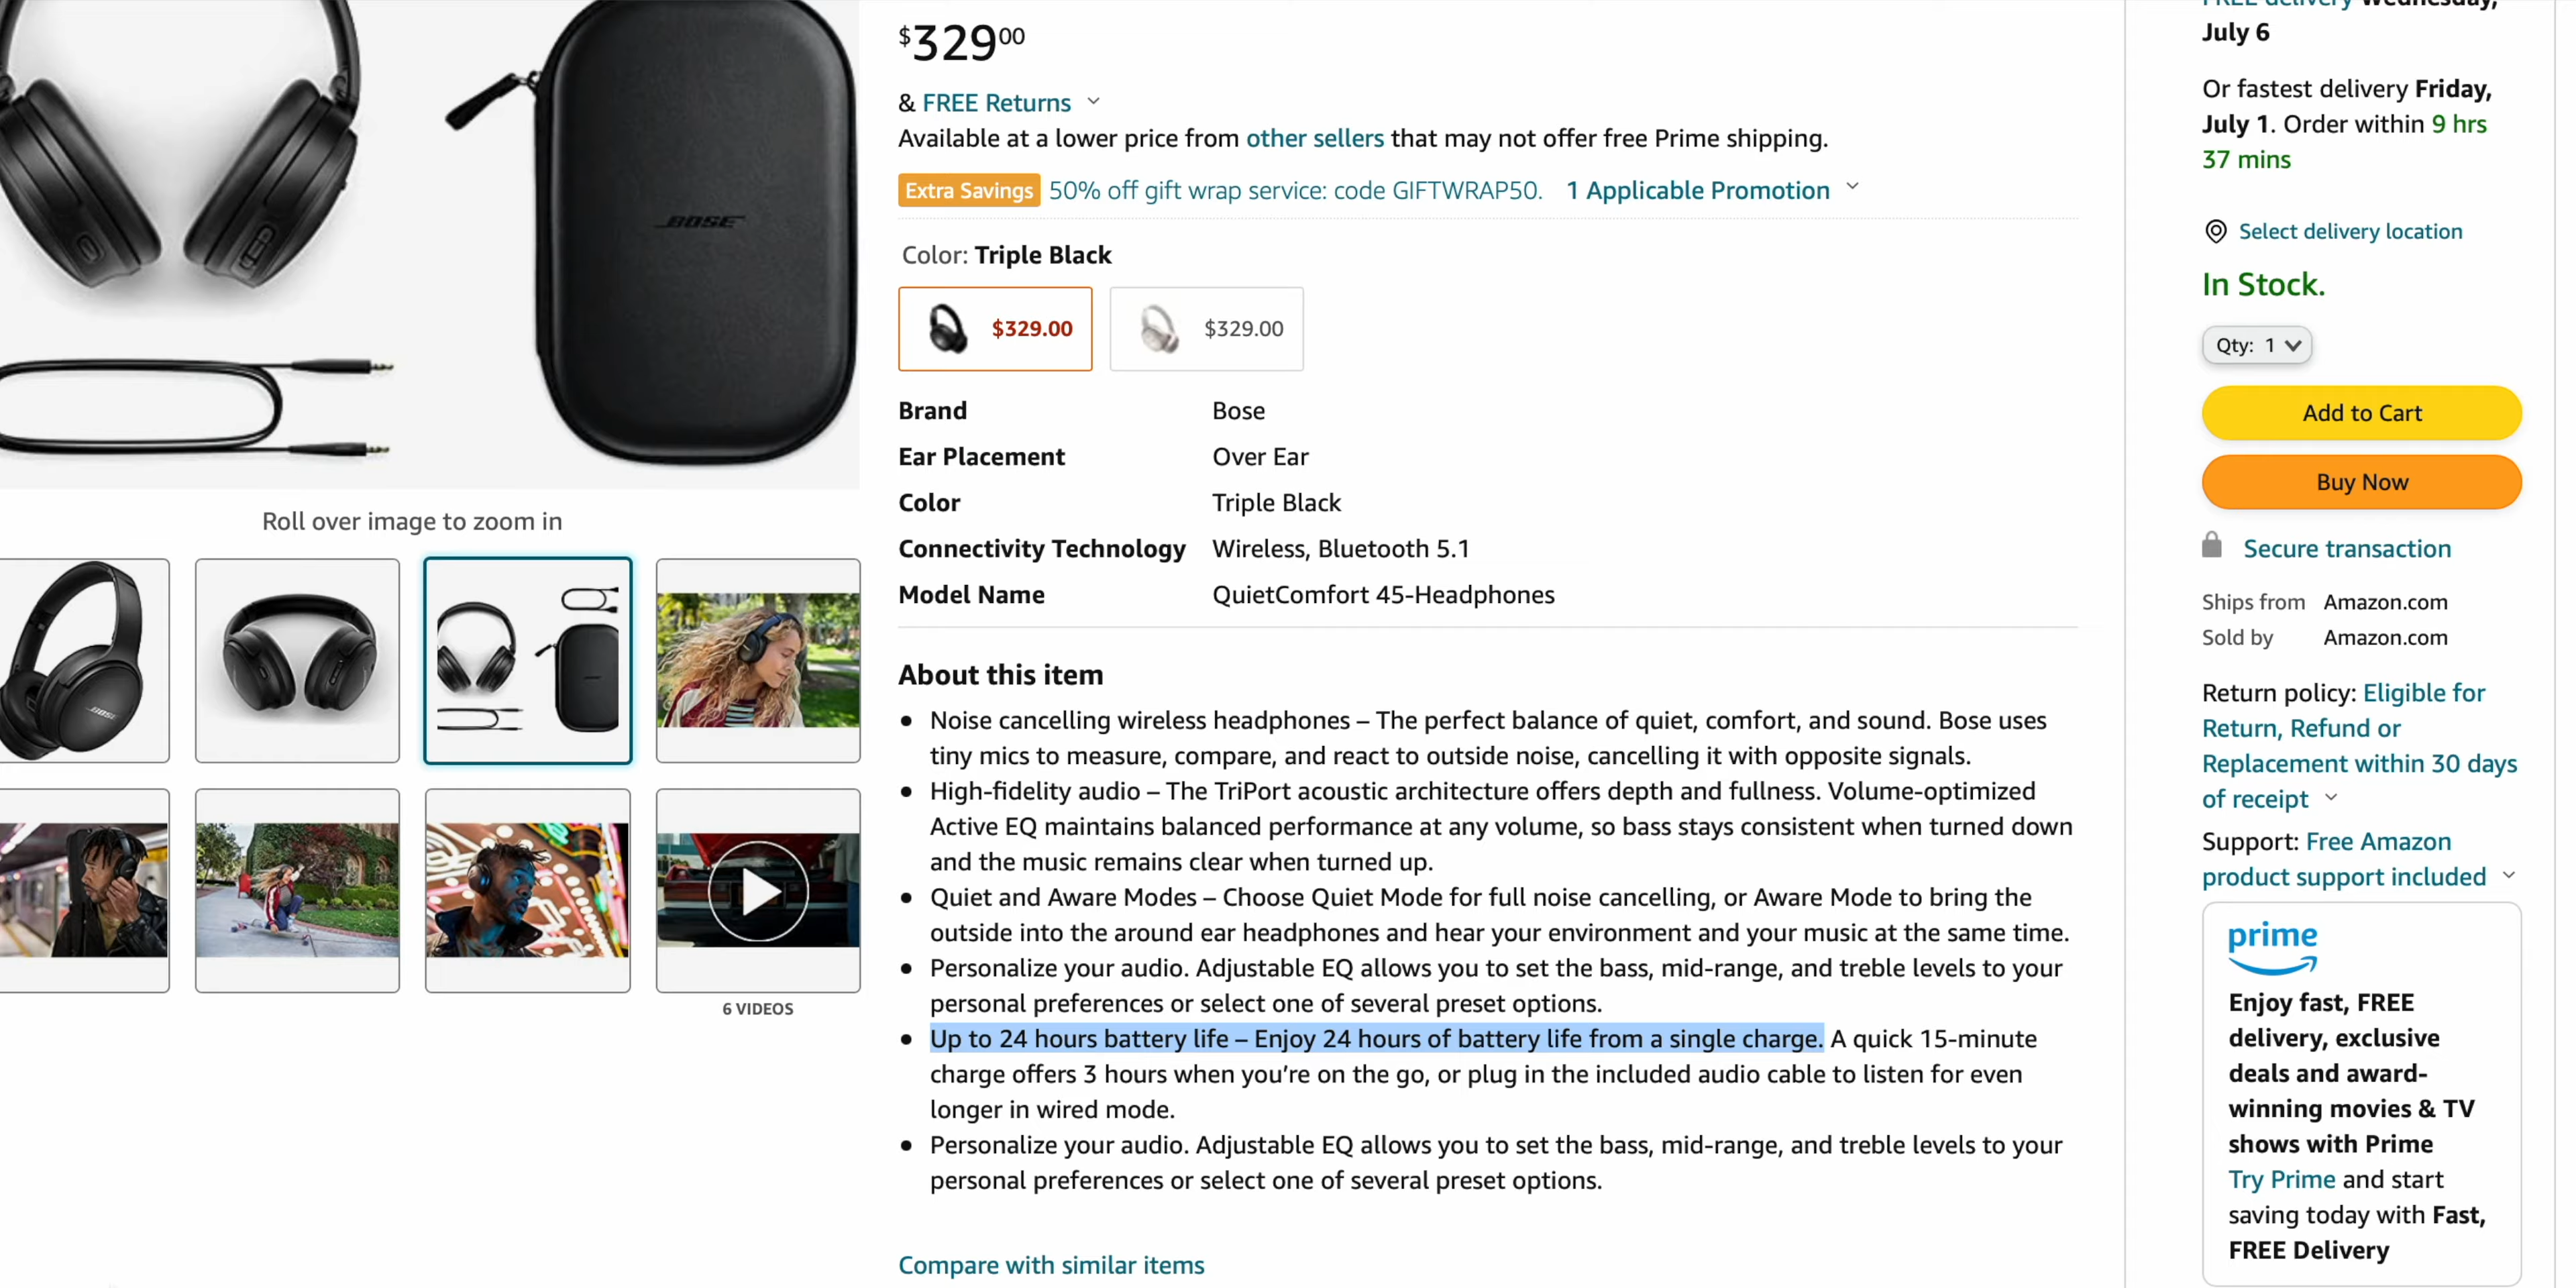 BOSE
Roll over image to zoom in
BOSE
6 VIDEOS
$32900
& FREE Returns
Available at a lower price from other sellers that may not offer free Prime shipping.
Extra Savings 50% off gift wrap service: code GIFTWRAP50. 1 Applicable Promotion
Color: Triple Black
$329.00 $329.00
Brand Bose
Ear Placement Over Ear
Color Triple Black
Connectivity Technology Wireless, Bluetooth 5.1
Model Name QuietComfort 45-Headphones
About this item
Noise cancelling wireless headphones – The perfect balance of quiet, comfort, and sound. Bose uses
tiny mics to measure, compare, and react to outside noise, cancelling it with opposite signals.
High-fidelity audio – The TriPort acoustic architecture offers depth and fullness. Volume-optimized
Active EQ maintains balanced performance at any volume, so bass stays consistent when turned down
and the music remains clear when turned up.
Quiet and Aware Modes – Choose Quiet Mode for full noise cancelling, or Aware Mode to bring the
outside into the around ear headphones and hear your environment and your music at the same time.
Personalize your audio. Adjustable EQ allows you to set the bass, mid-range, and treble levels to your
personal preferences or select one of several preset options.
Up to 24 hours battery life – Enjoy 24 hours of battery life from a single charge. A quick 15-minute
charge offers 3 hours when you’re on the go, or plug in the included audio cable to listen for even
longer in wired mode.
Personalize your audio. Adjustable EQ allows you to set the bass, mid-range, and treble levels to your
personal preferences or select one of several preset options.
Compare with similar items
FREE delivery Wednesday,
July 6
Or fastest delivery Friday,
July 1. Order within 9 hrs
37 mins
Select delivery location
In Stock.
Qty: 1
Add to Cart
Buy Now
Secure transaction
Ships from Amazon.com
Sold by Amazon.com
Return policy: Eligible for
Return, Refund or
Replacement within 30 days
of receipt
Support: Free Amazon
product support included
prime
Enjoy fast, FREE
delivery, exclusive
deals and award-
winning movies & TV
shows with Prime
Try Prime and start
saving today with Fast,
FREE Delivery